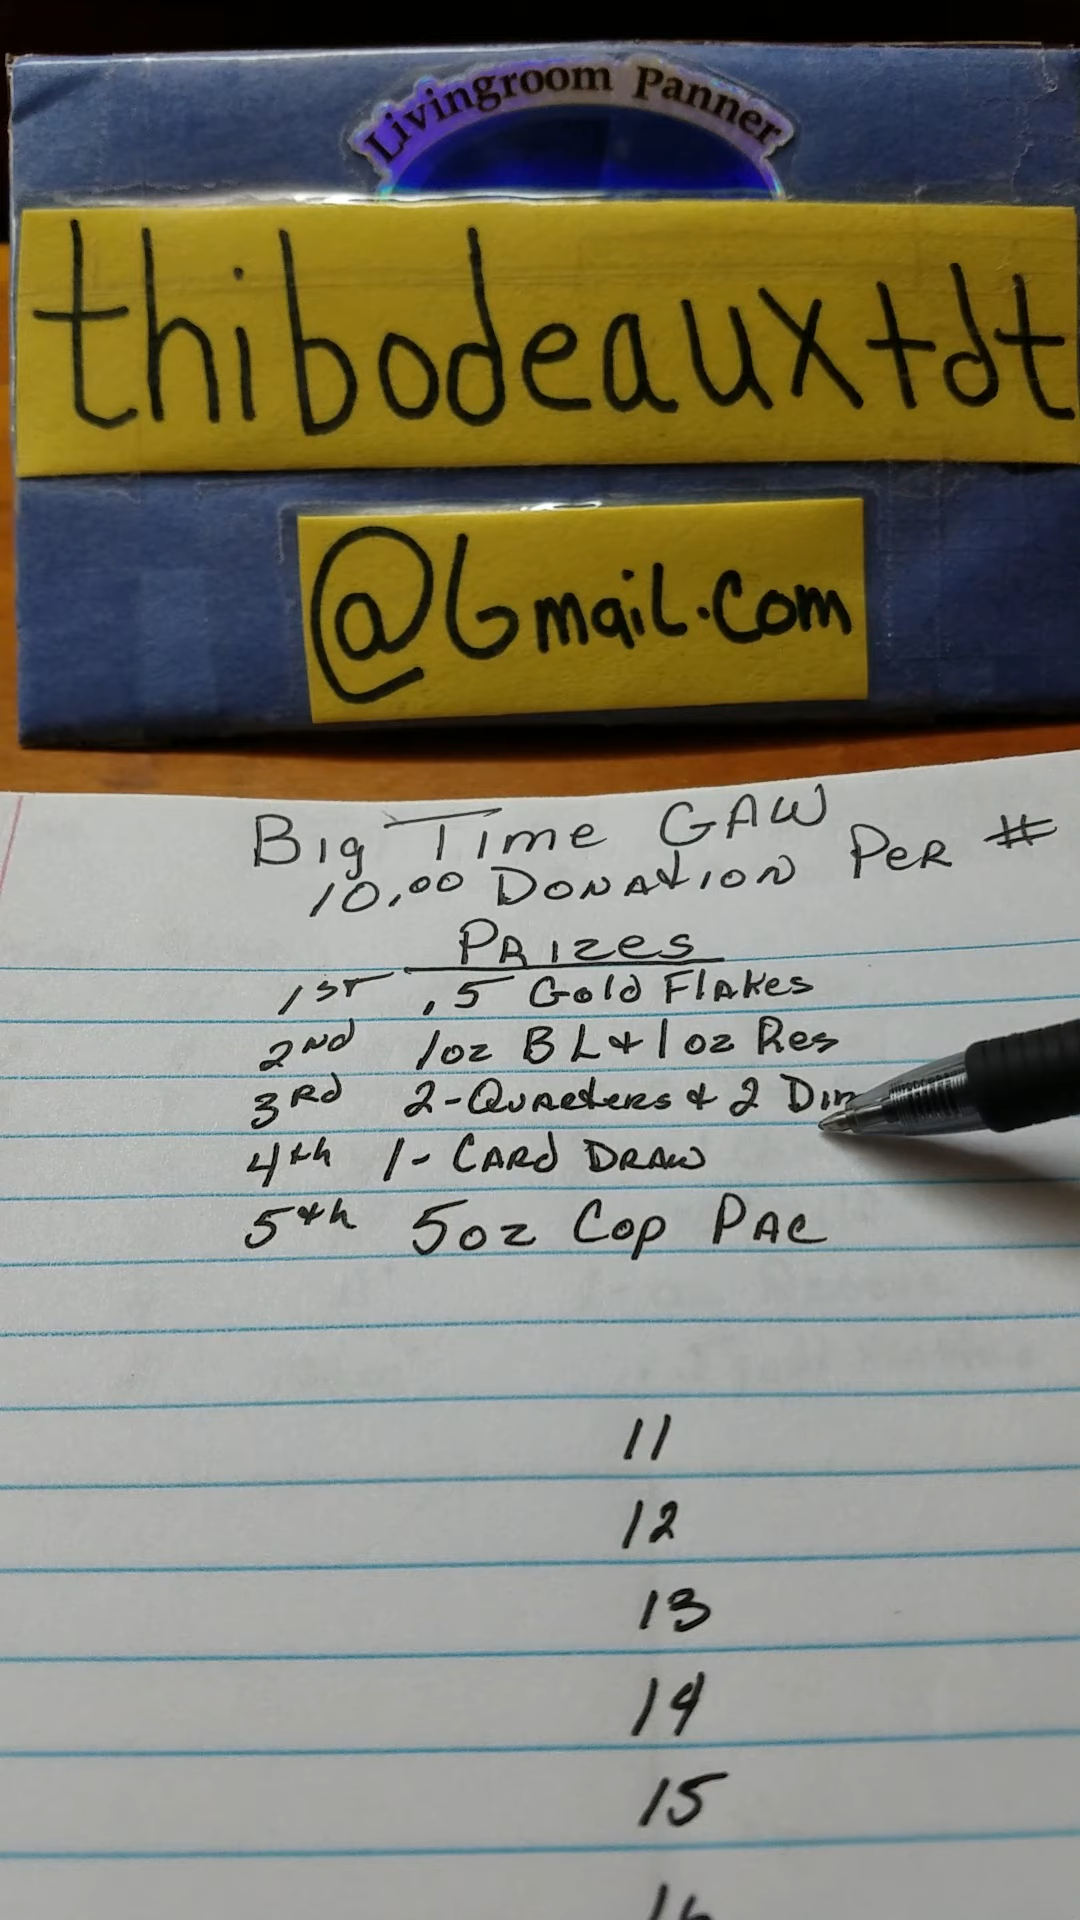 Livingroom Panner
thibodeauxtdt
@Gmail.com
Big Time GAW
10.00 Donation Per #
Prizes
1st .5 Gold Flakes
2nd 1oz BL + 1oz Res
3rd 2-Quarters + 2 Dim
4th 1- Card Draw
5th 5oz Cop Pac
11
12
13
14
15
16